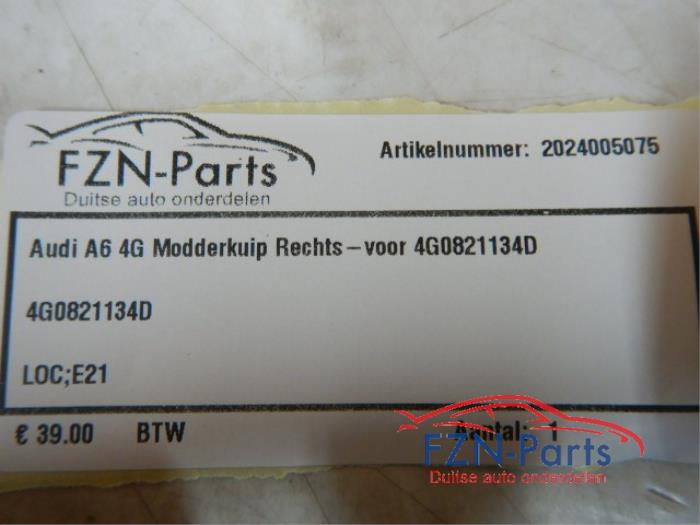 FZN-Parts
Duitse auto onderdelen
Artikelnummer: 2024005075
Audi A6 4G Modderkuip Rechts-voor 4G0821134D
4G0821134D
LOC;E21
€ 39.00 BTW Aantal: 1
FZN-Parts
Duitse auto onderdelen